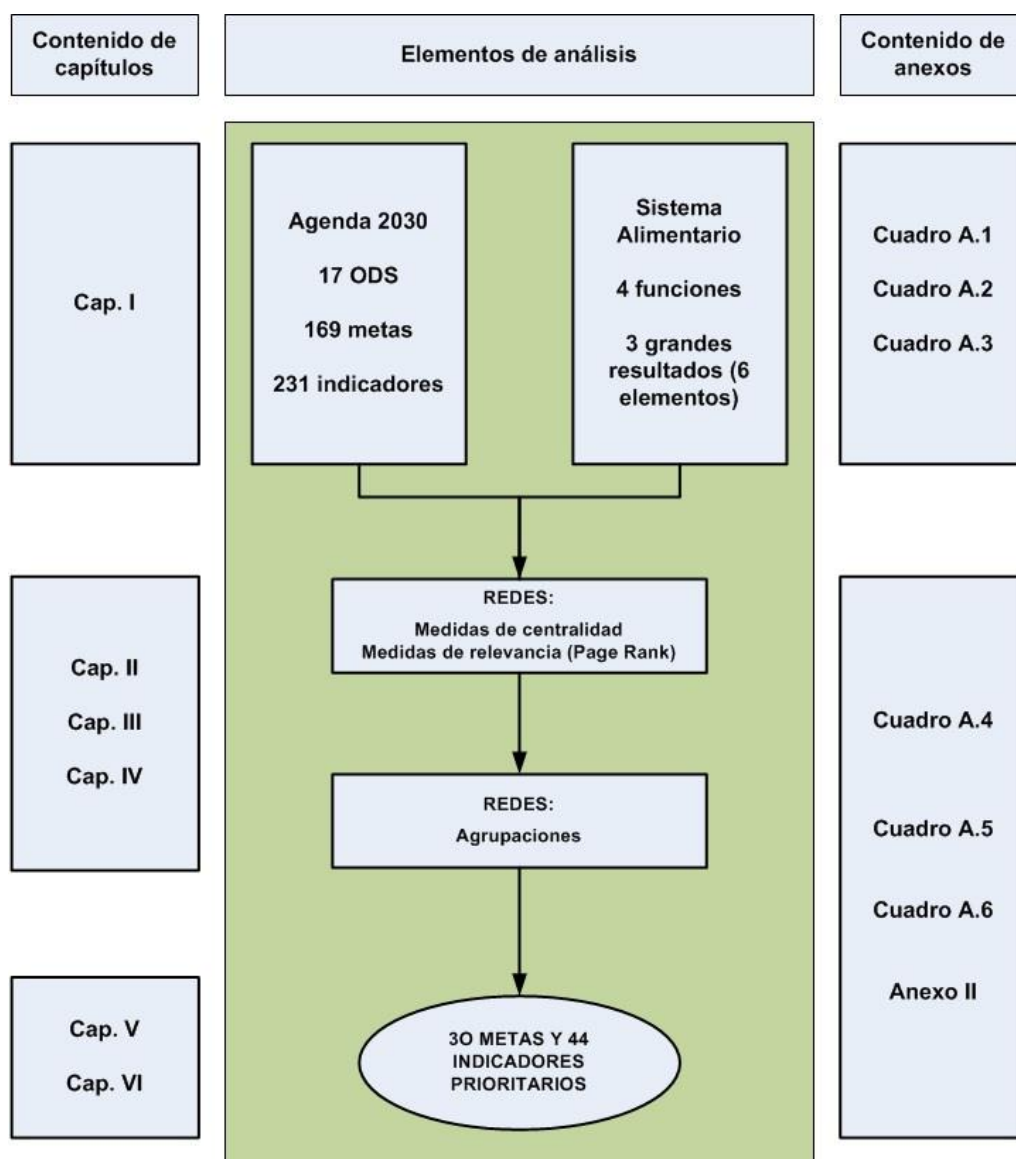 Contenido de
capítulos
Elementos de análisis
Contenido de
anexos
Cap. I
Agenda 2030
17 ODS
169 metas
231 indicadores
Sistema
Alimentario
4 funciones
3 grandes
resultados (6
elementos)
Cuadro A.1
Cuadro A.2
Cuadro A.3
REDES:
Medidas de centralidad
Medidas de relevancia (Page Rank)
Cap. II
Cap. III
Cap. IV
REDES:
Agrupaciones
Cuadro A.4
Cuadro A.5
Cuadro A.6
Anexo II
Cap. V
Cap. VI
3O METAS Y 44
INDICADORES
PRIORITARIOS